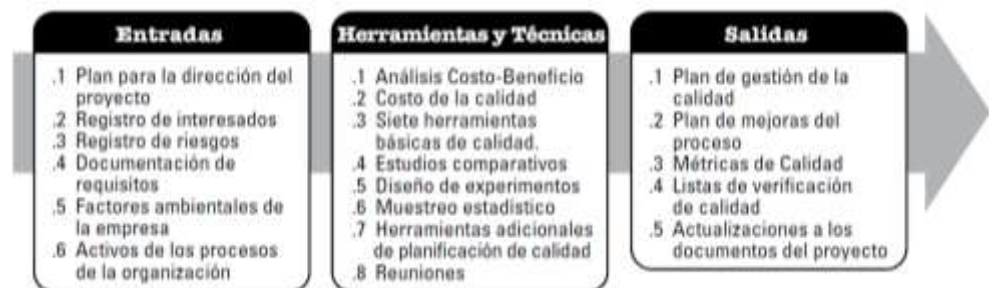 Entradas
.1 Plan para la dirección del
proyecto
.2 Registro de interesados
.3 Registro de riesgos
.4 Documentación de
requisitos
.5 Factores ambientales de
la empresa
.6 Activos de los procesos
de la organización
Herramientas y Técnicas
.1 Análisis Costo-Beneficio
.2 Costo de la calidad
.3 Siete herramientas
básicas de calidad.
.4 Estudios comparativos
.5 Diseño de experimentos
.6 Muestreo estadístico
.7 Herramientas adicionales
de planificación de calidad
.8 Reuniones
Salidas
.1 Plan de gestión de la
calidad
.2 Plan de mejoras del
proceso
.3 Métricas de Calidad
.4 Listas de verificación
de calidad
.5 Actualizaciones a los
documentos del proyecto